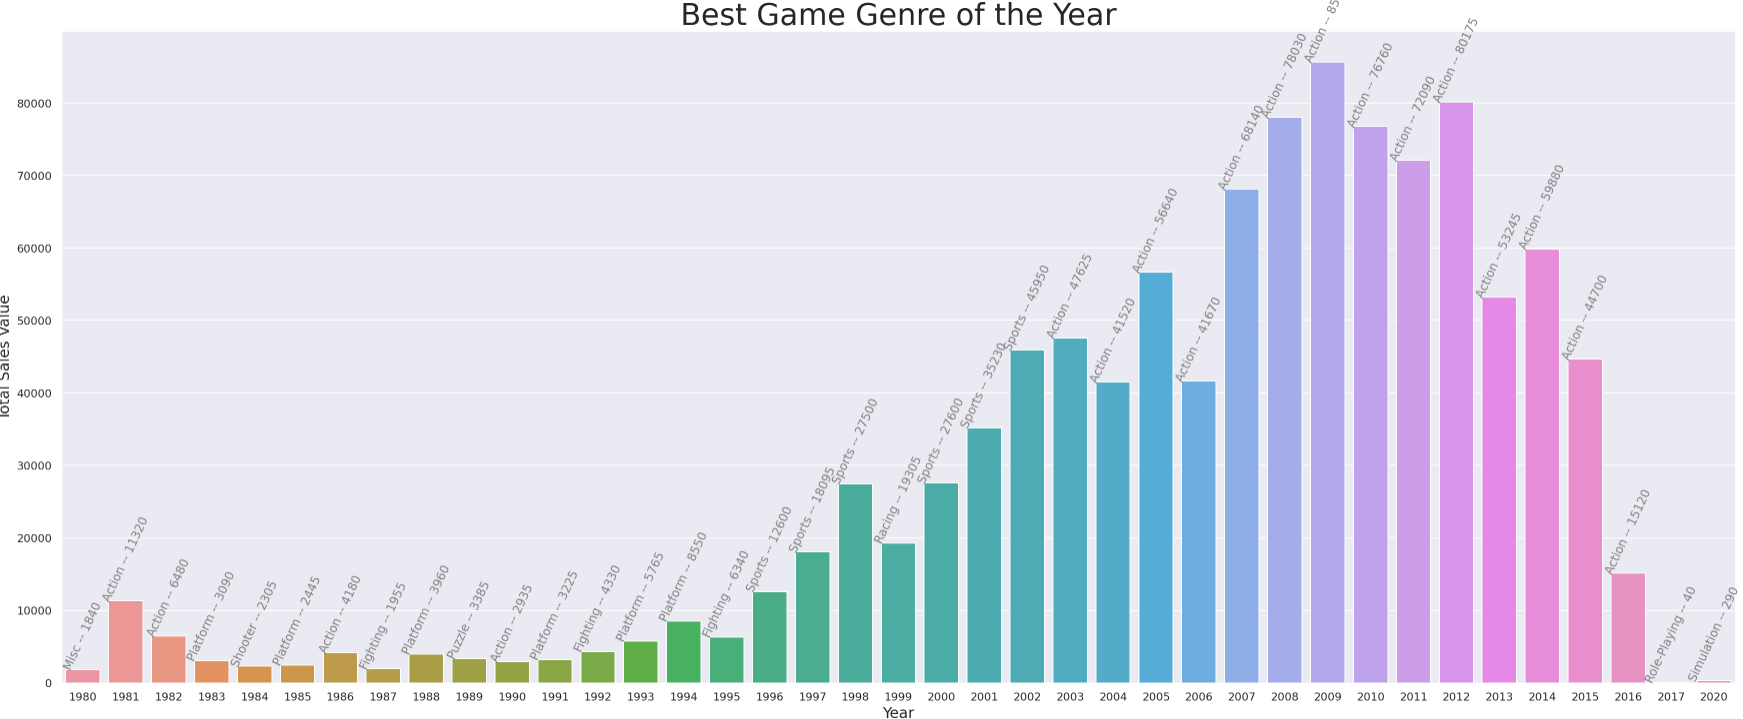 Best Game Genre of the Year
Total Sales Value
80000
70000
60000
50000
40000
30000
20000
10000
0
Misc -- 1840
Action -- 11320
Action -- 6480
Platform -- 3090
Shooter -- 2305
Platform -- 2445
Action -- 4180
Fighting -- 1955
Platform -- 3960
Puzzle -- 3385
Action -- 2935
Platform -- 3225
Fighting -- 4330
Platform -- 5765
Platform -- 8550
Fighting -- 6340
Sports -- 12600
Sports -- 18095
Sports -- 27500
Racing -- 19305
Sports -- 27600
Sports -- 35230
Sports -- 45950
Action -- 47625
Action -- 41520
Action -- 56640
Action -- 41670
Action -- 68140
Action -- 78030
Action -- 85
Action -- 76760
Action -- 72090
Action -- 80175
Action -- 53245
Action -- 59880
Action -- 44700
Action -- 15120
Role-Playing -- 40
Simulation -- 290
1980 1981 1982 1983 1984 1985 1986 1987 1988 1989 1990 1991 1992 1993 1994 1995 1996 1997 1998 1999 2000 2001 2002 2003 2004 2005 2006 2007 2008 2009 2010 2011 2012 2013 2014 2015 2016 2017 2020
Year